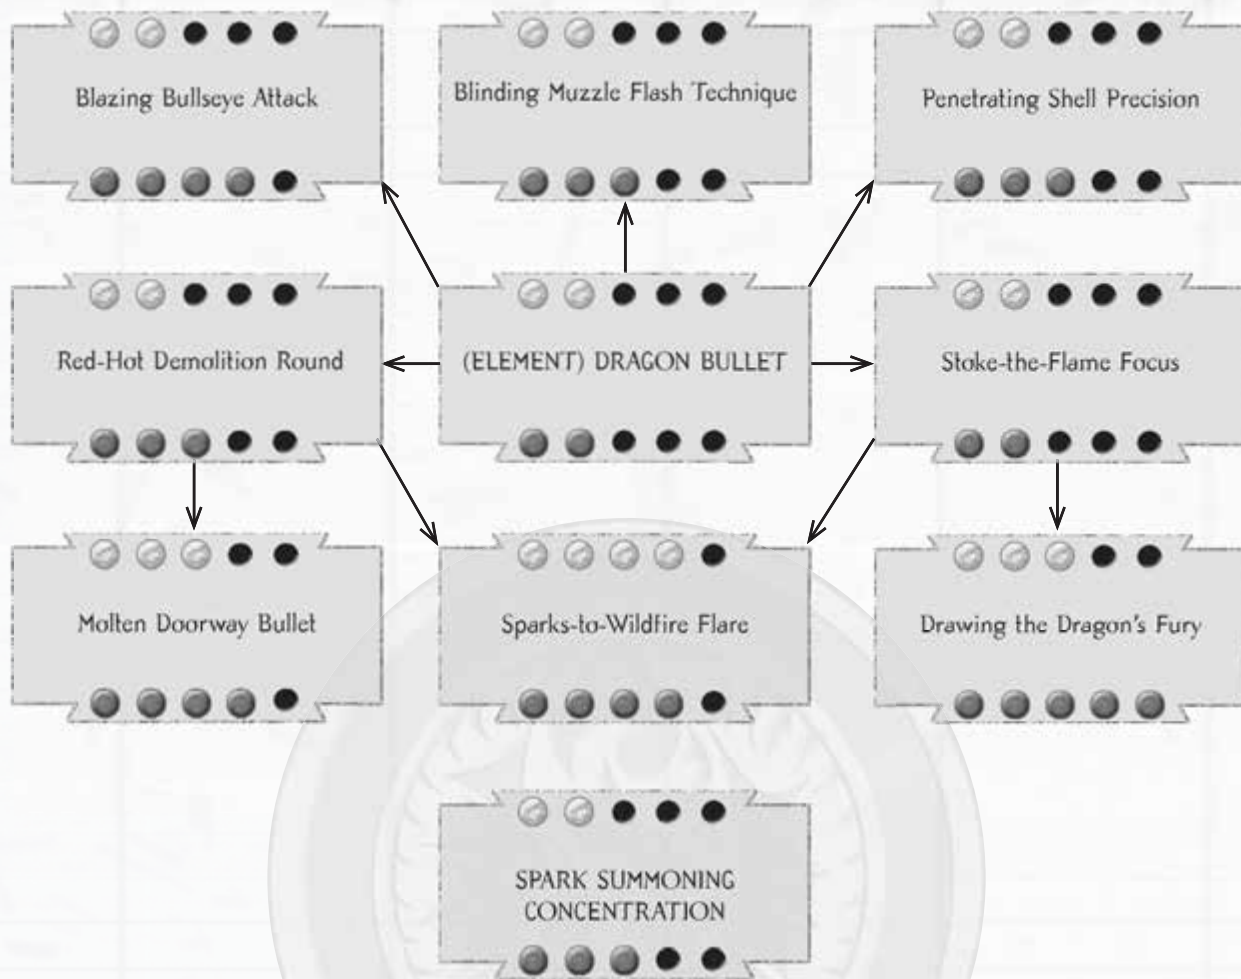 Blazing Bullseye Attack
Blinding Muzzle Flash Technique
Penetrating Shell Precision
Red-Hot Demolition Round
(ELEMENT) DRAGON BULLET
Stoke-the-Flame Focus
Molten Doorway Bullet
Sparks-to-Wildfire Flare
Drawing the Dragon's Fury
SPARK SUMMONING
CONCENTRATION